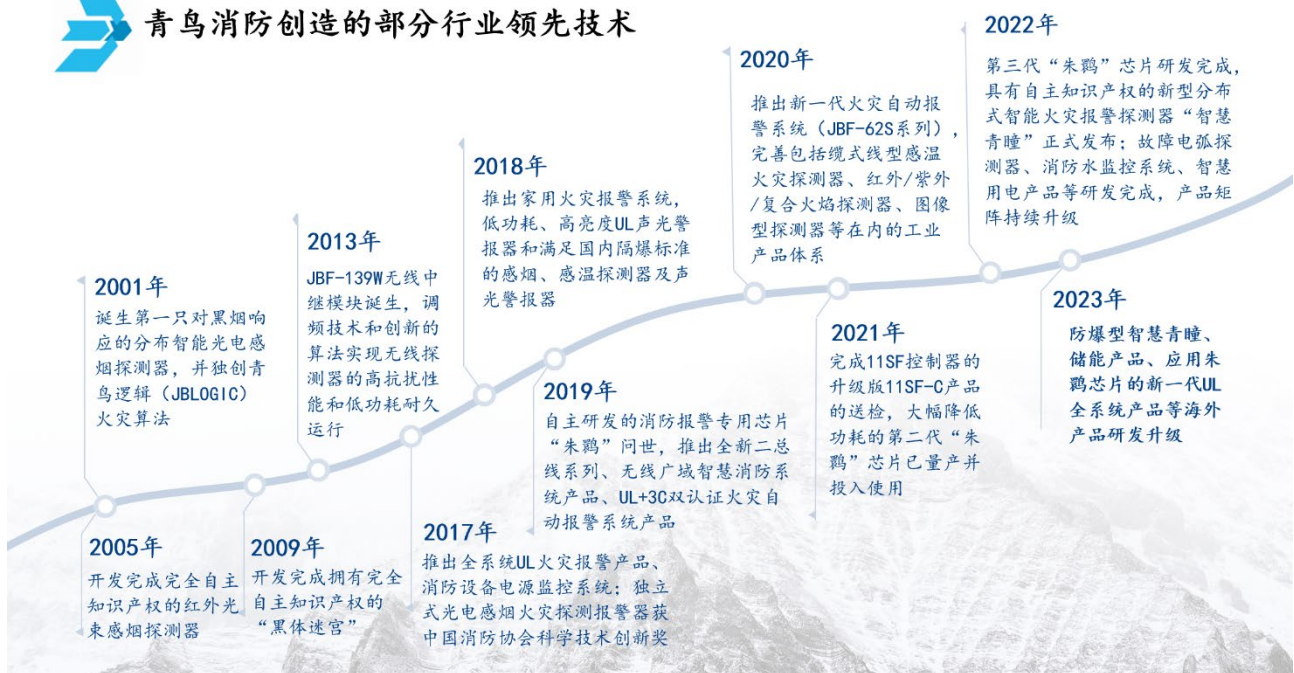 青鸟消防创造的部分行业领先技术
2001年
诞生第一只对黑烟响
应的分布智能光电感
烟探测器，并独创青
鸟逻辑（JBLOGIC）
火灾算法
2005年
开发完成完全自主
知识产权的红外光
束感烟探测器
2009年
开发完成拥有完全
自主知识产权的
“黑体迷宫”
2013年
JBF-139W无线中
继模块诞生，调
频技术和创新的
算法实现无线探
测器的高抗扰性
能和低功耗耐久
运行
2017年
推出全系统UL火灾报警产品、
消防设备电源监控系统；独立
式光电感烟火灾探测报警器获
中国消防协会科学技术创新奖
2018年
推出家用火灾报警系统，
低功耗、高亮度UL声光警
报器和满足国内隔爆标准
的感烟、感温探测器及声
光警报器
2019年
自主研发的消防报警专用芯片
“朱鹮”问世，推出全新二总
线系列、无线广域智慧消防系
统产品、UL+3C双认证火灾自
动报警系统产品
2020年
推出新一代火灾自动报
警系统（JBF-62S系列），
完善包括缆式线型感温
火灾探测器、红外/紫外
/复合火焰探测器、图像
型探测器等在内的工业
产品体系
2021年
完成11SF控制器的
升级版11SF-C产品
的送检，大幅降低
功耗的第二代“朱
鹮”芯片已量产并
投入使用
2022年
第三代“朱鹮”芯片研发完成，
具有自主知识产权的新型分布
式智能火灾报警探测器“智慧
青瞳”正式发布；故障电弧探
测器、消防水监控系统、智慧
用电产品等研发完成，产品矩
阵持续升级
2023年
防爆型智慧青瞳、
储能产品、应用朱
鹮芯片的新一代UL
全系统产品等海外
产品研发升级